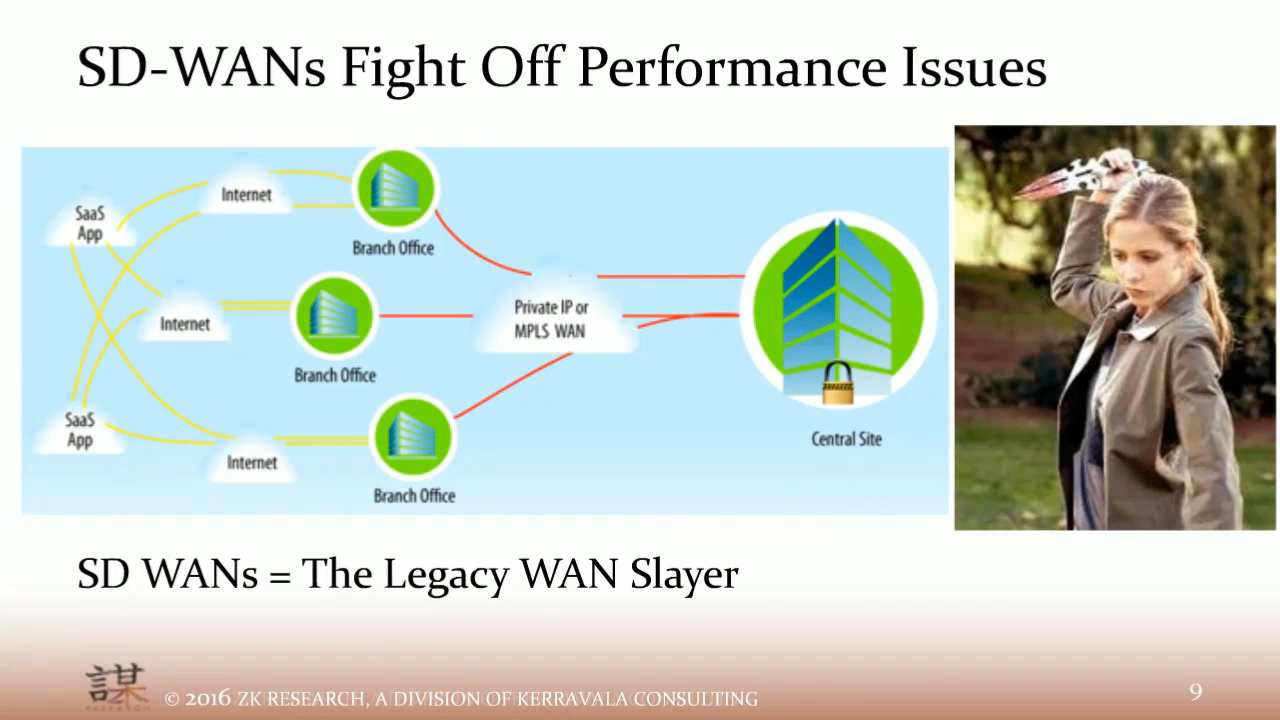 SD-WANs Fight Off Performance Issues
Internet
SaaS
App
Branch Office
Private IP or
MPLS WAN
Internet
Branch Office
SaaS
App
Central Site
Internet
Branch Office
SD WANs = The Legacy WAN Slayer
謀
RESEARCH
© 2016 ZK RESEARCH, A DIVISION OF KERRAVALA CONSULTING
9